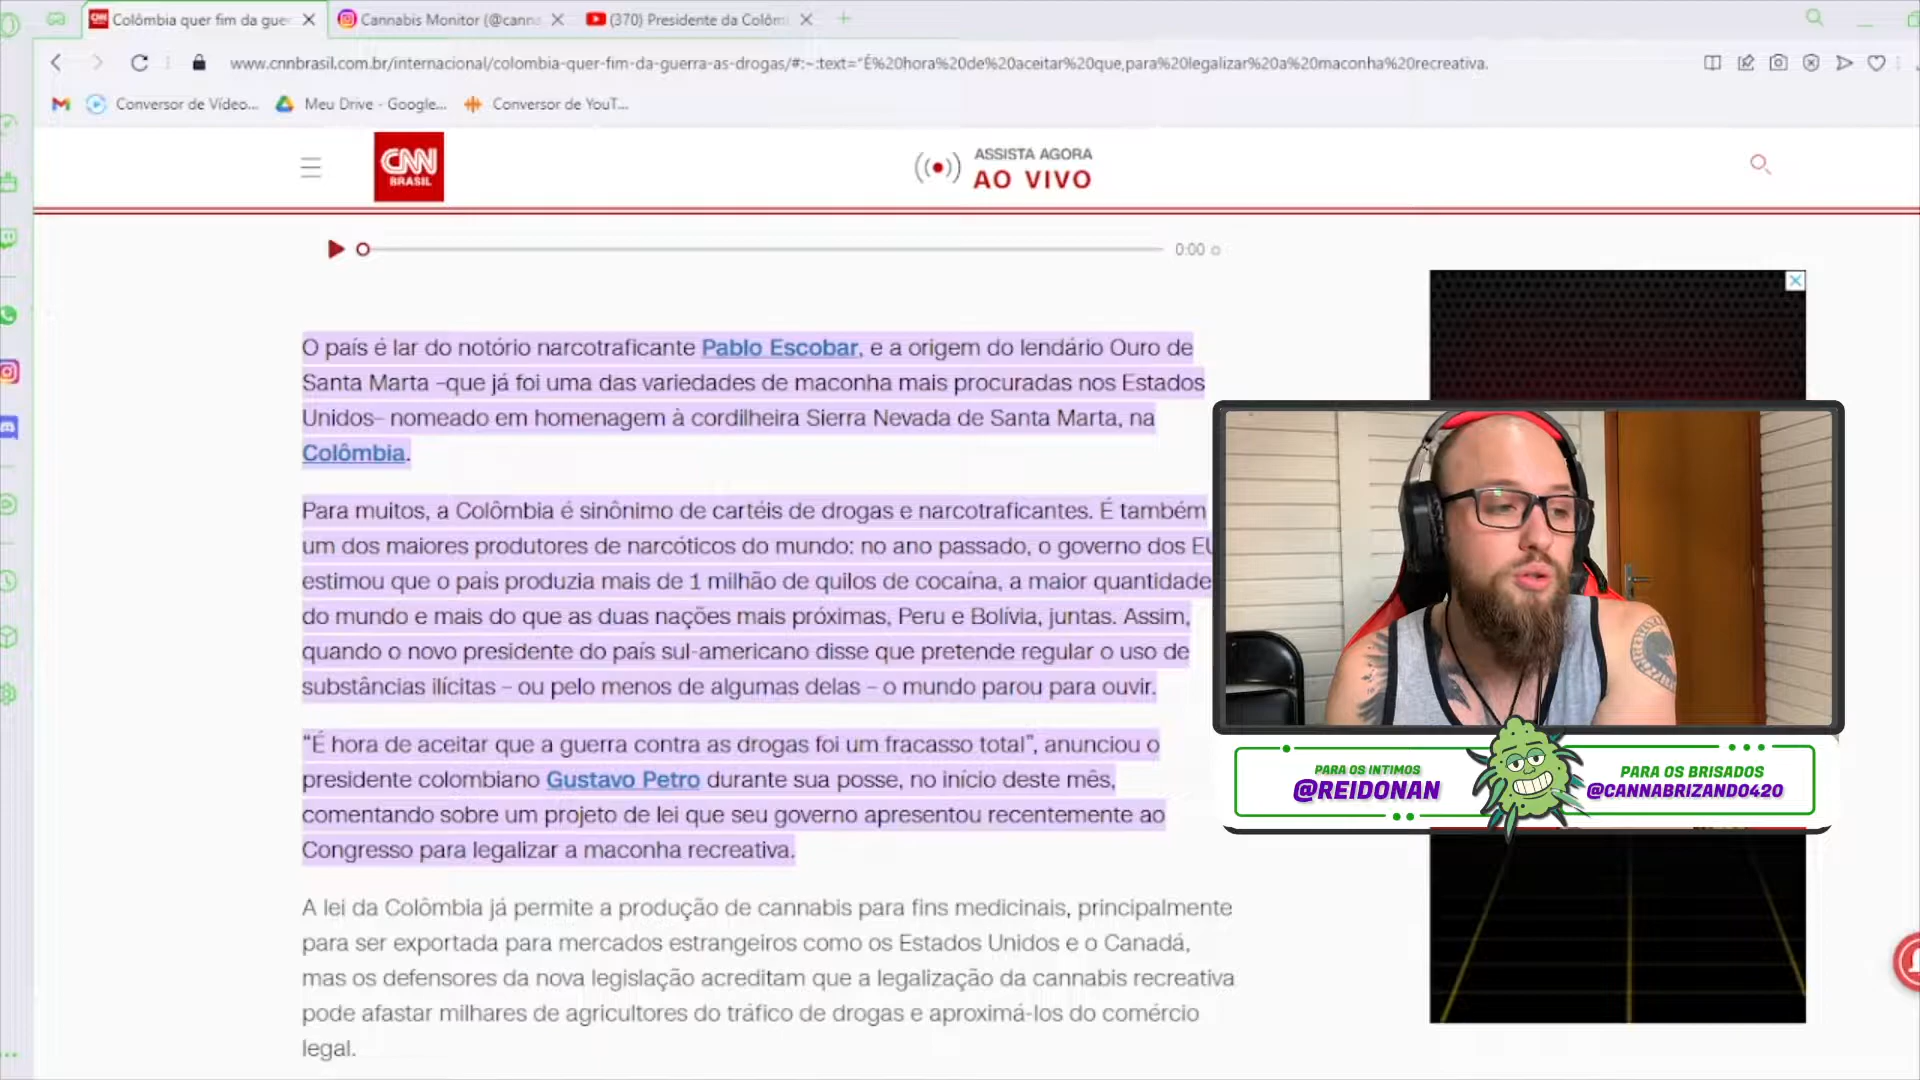 Colômbia quer fim da gue
Cannabis Monitor (@cann
(370) Presidente da Colôm
www.cnnbrasil.com.br/internacional/colombia-quer-fim-da-guerra-as-drogas/#:~:text="É%20hora%20de%20aceitar%20que,para%20legalizar%20a%20maconha%20recreativa.
Conversor de Vídeo...
Meu Drive - Google...
Conversor de YouT...
CNN
BRASIL
ASSISTA AGORA
AO VIVO
0:00
O país é lar do notório narcotraficante Pablo Escobar, e a origem do lendário Ouro de
Santa Marta –que já foi uma das variedades de maconha mais procuradas nos Estados
Unidos– nomeado em homenagem à cordilheira Sierra Nevada de Santa Marta, na
Colômbia.
Para muitos, a Colômbia é sinônimo de cartéis de drogas e narcotraficantes. É também
um dos maiores produtores de narcóticos do mundo: no ano passado, o governo dos EU
estimou que o país produzia mais de 1 milhão de quilos de cocaína, a maior quantidade
do mundo e mais do que as duas nações mais próximas, Peru e Bolívia, juntas. Assim,
quando o novo presidente do país sul-americano disse que pretende regular o uso de
substâncias ilícitas – ou pelo menos de algumas delas – o mundo parou para ouvir.
“É hora de aceitar que a guerra contra as drogas foi um fracasso total”, anunciou o
presidente colombiano Gustavo Petro durante sua posse, no início deste mês,
comentando sobre um projeto de lei que seu governo apresentou recentemente ao
Congresso para legalizar a maconha recreativa.
A lei da Colômbia já permite a produção de cannabis para fins medicinais, principalmente
para ser exportada para mercados estrangeiros como os Estados Unidos e o Canadá,
mas os defensores da nova legislação acreditam que a legalização da cannabis recreativa
pode afastar milhares de agricultores do tráfico de drogas e aproximá-los do comércio
legal.
PARA OS INTIMOS
@REIDONAN
PARA OS BRISADOS
@CANNABRIZANDO420